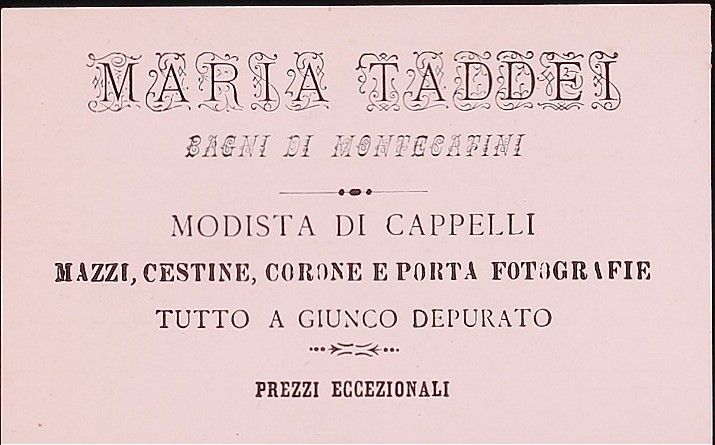 MARIA TADDEI
BAGNI DI MONTECATINI
MODISTA DI CAPPELLI
MAZZI, CESTINE, CORONE E PORTA FOTOGRAFIE
TUTTO A GIUNCO DEPURATO
PREZZI ECCEZIONALI